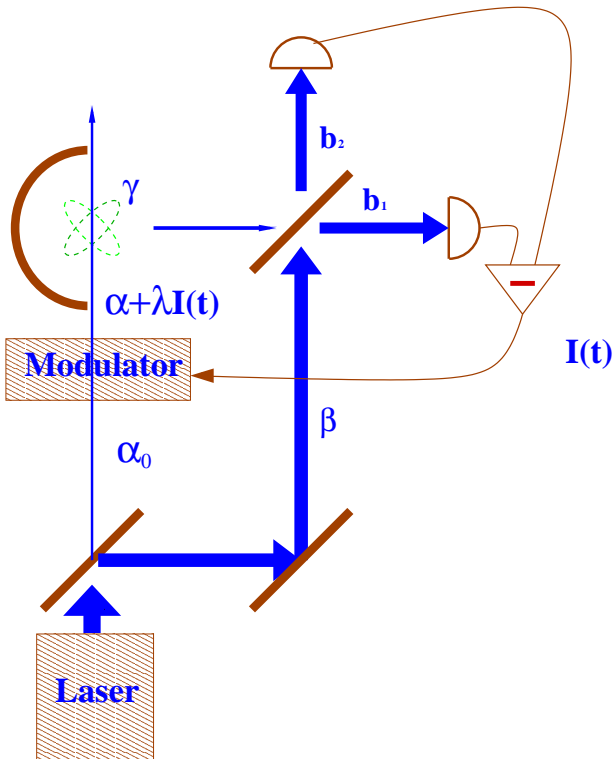 b₂
γ
b₁
α+λI(t)
I(t)
Modulator
β
α₀
Laser